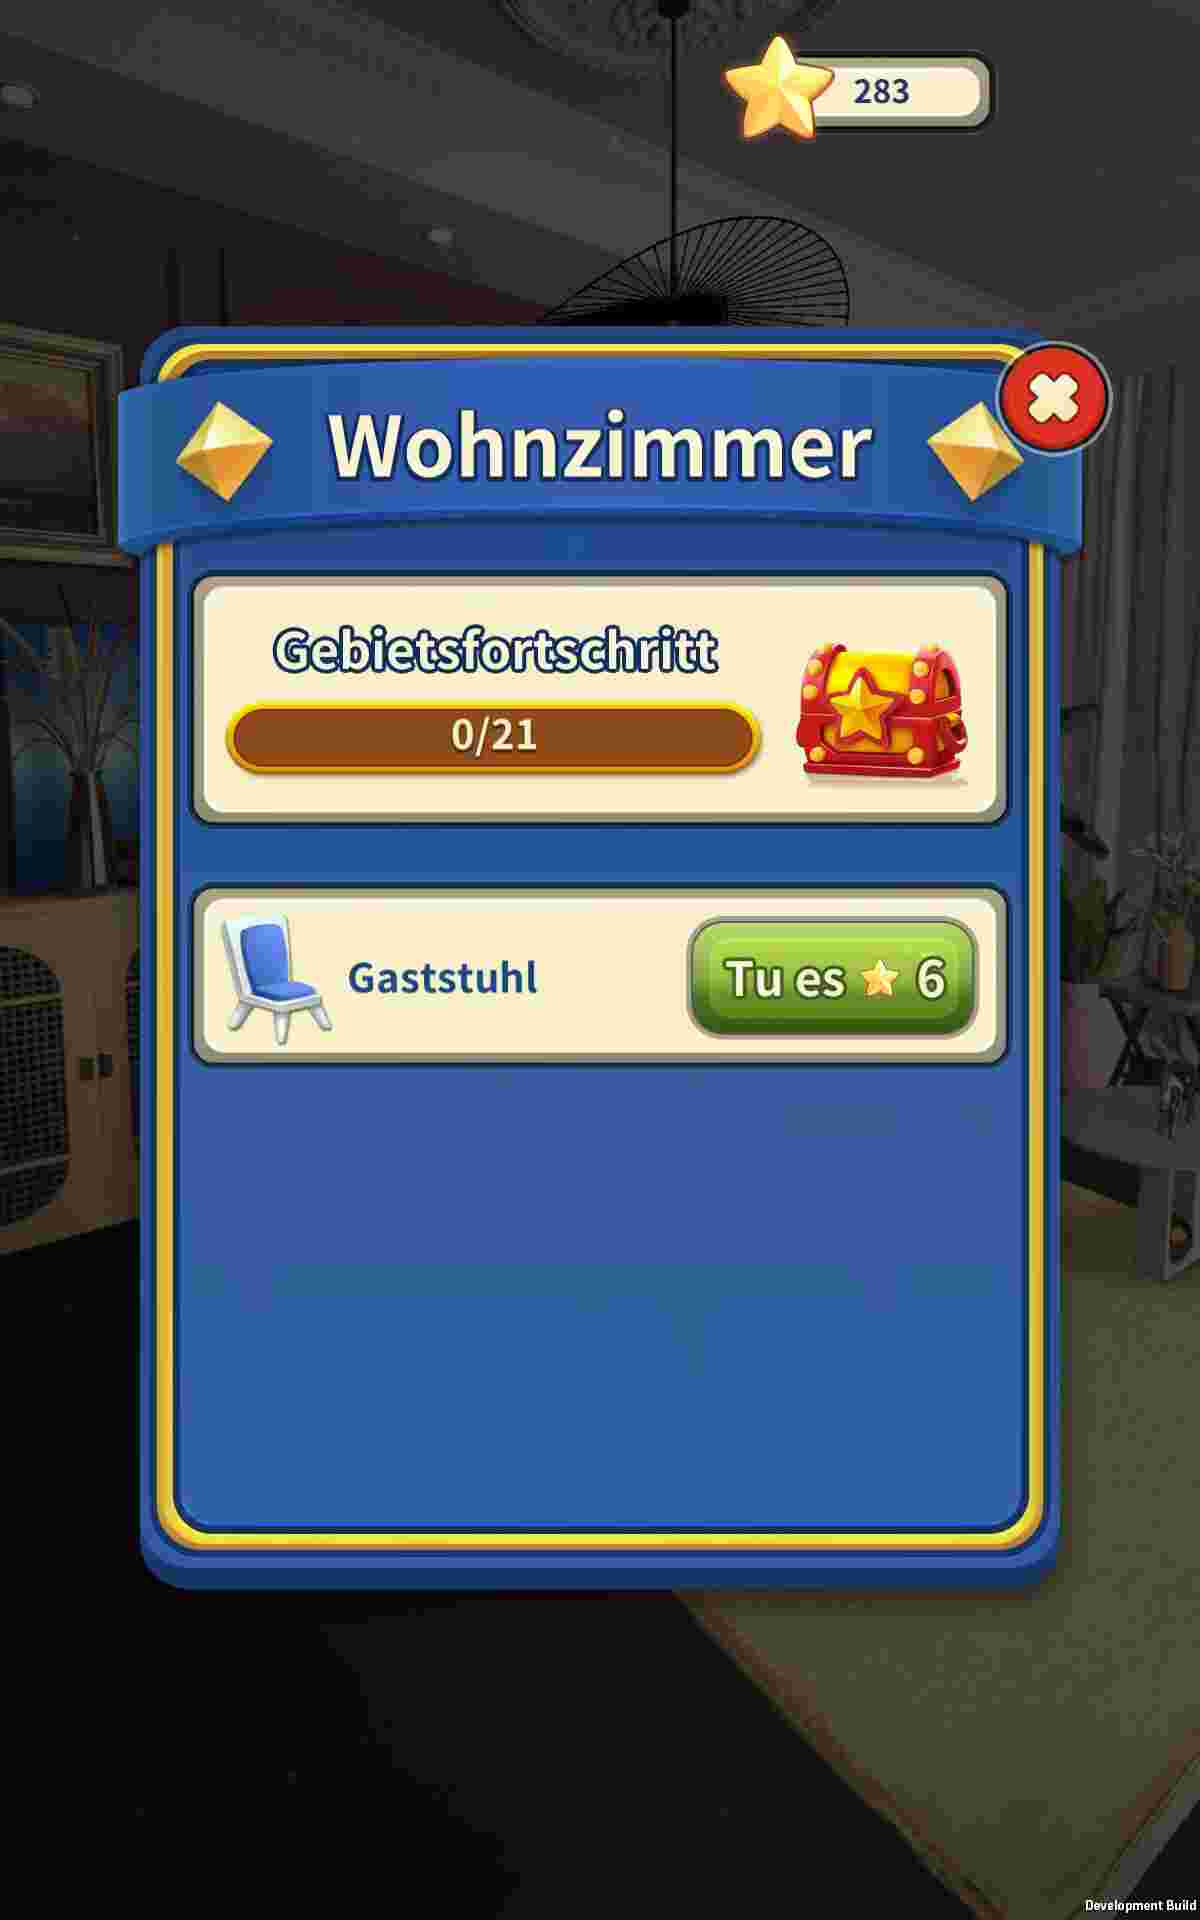 283
Wohnzimmer
Gebietsfortschritt
0/21
Gaststuhl
Tu es 6
Development Build